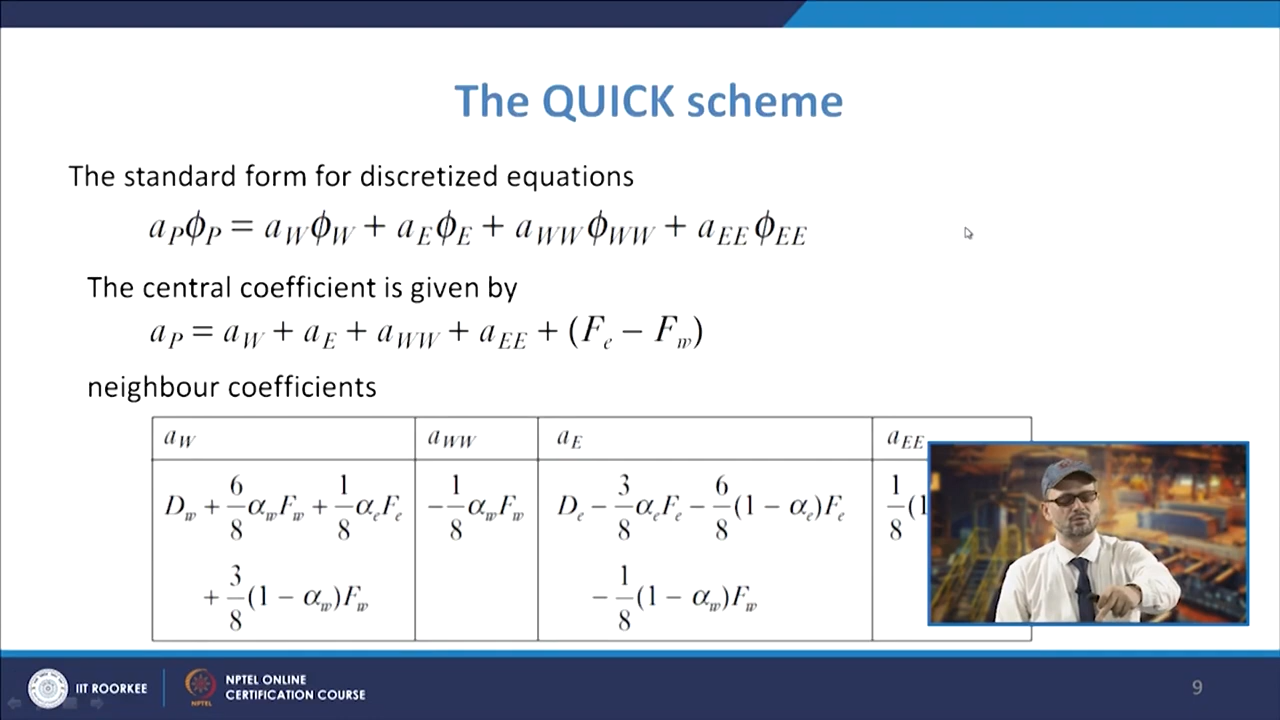 The QUICK scheme
The standard form for discretized equations
a_P ϕ_P = a_W ϕ_W + a_E ϕ_E + a_WW ϕ_WW + a_EE ϕ_EE
The central coefficient is given by
a_P = a_W + a_E + a_WW + a_EE + (F_e − F_w)
neighbour coefficients
a_W a_WW a_E a_EE
D_w + 6/8 α_w F_w + 1/8 α_e F_e
+ 3/8 (1 − α_w)F_w
− 1/8 α_w F_w
D_e − 3/8 α_e F_e − 6/8 (1 − α_e)F_e
− 1/8 (1 − α_w)F_w
1/8 (1
IIT ROORKEE
NPTEL ONLINE
CERTIFICATION COURSE
NPTEL
9